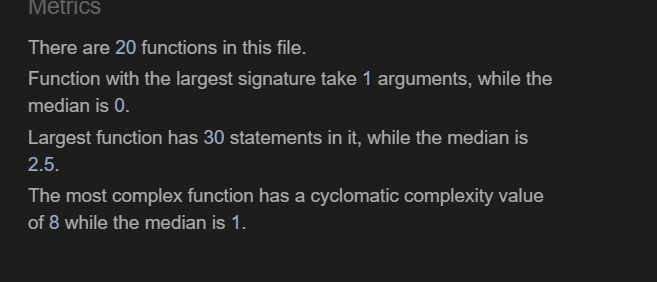 Metrics
There are 20 functions in this file.
Function with the largest signature take 1 arguments, while the
median is 0.
Largest function has 30 statements in it, while the median is
2.5.
The most complex function has a cyclomatic complexity value
of 8 while the median is 1.